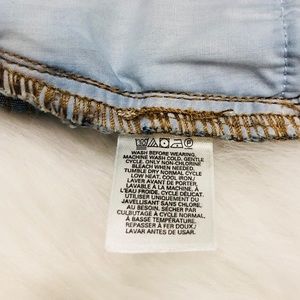 WASH BEFORE WEARING.
MACHINE WASH COLD, GENTLE
CYCLE. ONLY NON-CHLORINE
BLEACH WHEN NEEDED.
TUMBLE DRY NORMAL CYCLE
LOW HEAT. COOL IRON./
LAVER AVANT DE PORTER.
LAVABLE À LA MACHINE, À
L'EAU FROIDE, CYCLE DÉLICAT.
UTILISER UNIQUEMENT DU
JAVELLISANT SANS CHLORE,
AU BESOIN. SÉCHER PAR
CULBUTAGE À CYCLE NORMAL,
À BASSE TEMPÉRATURE.
REPASSER À FER DOUX./
LAVAR ANTES DE USAR.